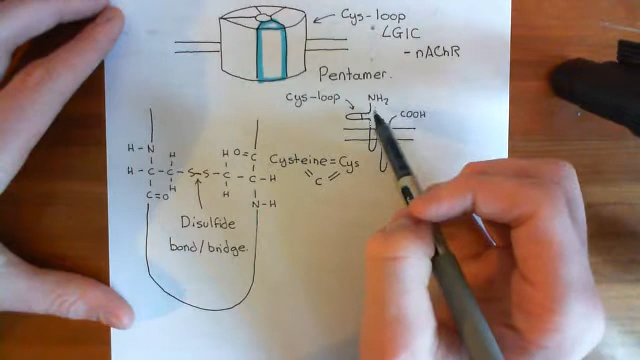 Cys-loop
LGIC
- nAChR
Pentamer.
Cys-loop
NH2
COOH
H-N
H
H O=C
H-C-C-S-S-C-C-H
C=O
H
H
N-H
Cysteine=Cys
=C=
Disulfide
bond/bridge.